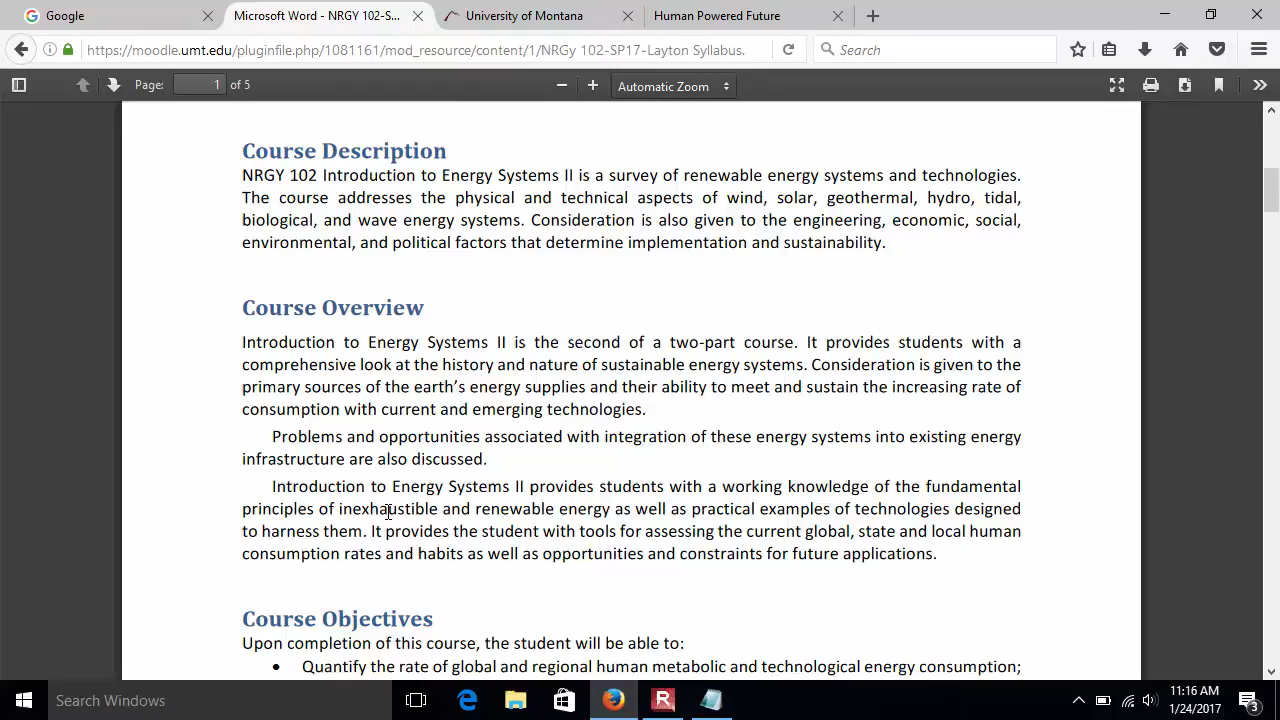 Google
Microsoft Word - NRGY 102-S...
University of Montana
Human Powered Future
https://moodle.umt.edu/pluginfile.php/1081161/mod_resource/content/1/NRGy 102-SP17-Layton Syllabus.
Search
Page: 1 of 5
Automatic Zoom
Course Description
NRGY 102 Introduction to Energy Systems II is a survey of renewable energy systems and technologies.
The course addresses the physical and technical aspects of wind, solar, geothermal, hydro, tidal,
biological, and wave energy systems. Consideration is also given to the engineering, economic, social,
environmental, and political factors that determine implementation and sustainability.
Course Overview
Introduction to Energy Systems II is the second of a two-part course. It provides students with a
comprehensive look at the history and nature of sustainable energy systems. Consideration is given to the
primary sources of the earth’s energy supplies and their ability to meet and sustain the increasing rate of
consumption with current and emerging technologies.
Problems and opportunities associated with integration of these energy systems into existing energy
infrastructure are also discussed.
Introduction to Energy Systems II provides students with a working knowledge of the fundamental
principles of inexhaustible and renewable energy as well as practical examples of technologies designed
to harness them. It provides the student with tools for assessing the current global, state and local human
consumption rates and habits as well as opportunities and constraints for future applications.
Course Objectives
Upon completion of this course, the student will be able to:
• Quantify the rate of global and regional human metabolic and technological energy consumption;
Search Windows
11:16 AM
1/24/2017
3